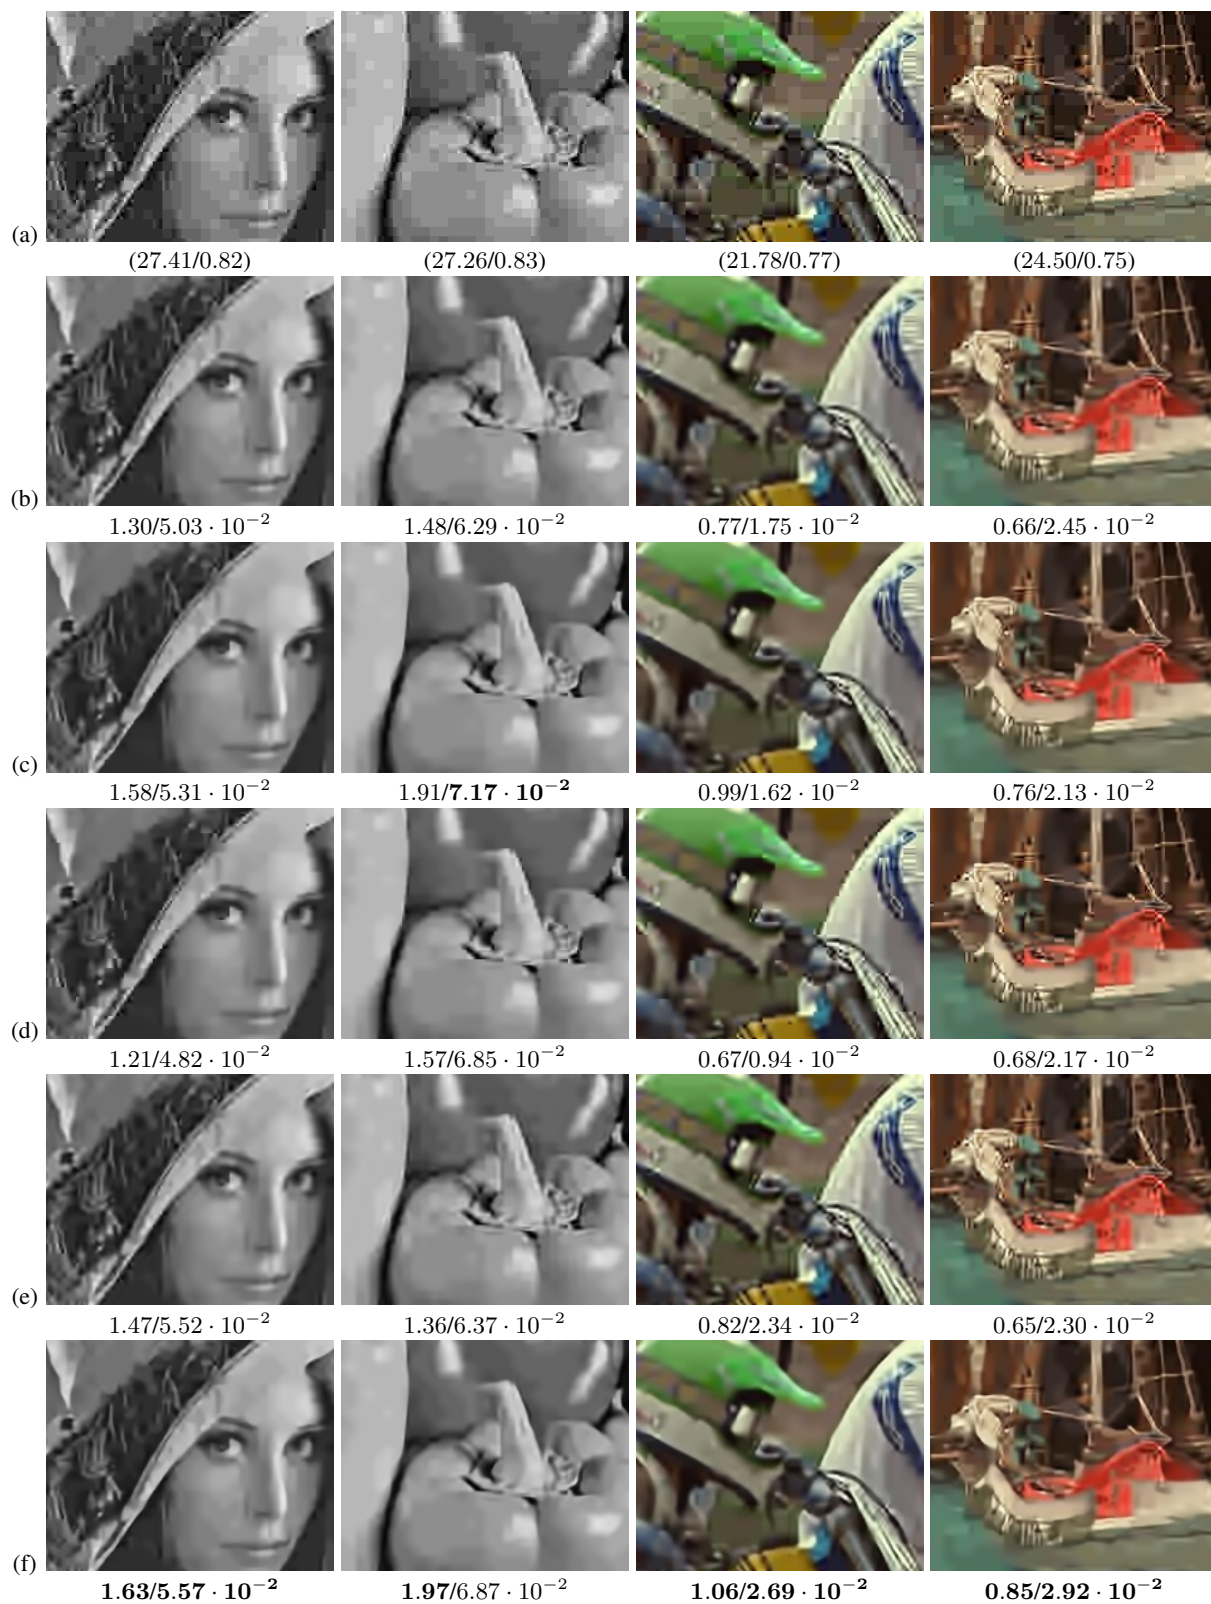 (a)
(27.41/0.82) (27.26/0.83) (21.78/0.77) (24.50/0.75)
(b)
1.30/5.03 · 10⁻² 1.48/6.29 · 10⁻² 0.77/1.75 · 10⁻² 0.66/2.45 · 10⁻²
(c)
1.58/5.31 · 10⁻² 1.91/7.17 · 10⁻² 0.99/1.62 · 10⁻² 0.76/2.13 · 10⁻²
(d)
1.21/4.82 · 10⁻² 1.57/6.85 · 10⁻² 0.67/0.94 · 10⁻² 0.68/2.17 · 10⁻²
(e)
1.47/5.52 · 10⁻² 1.36/6.37 · 10⁻² 0.82/2.34 · 10⁻² 0.65/2.30 · 10⁻²
(f)
1.63/5.57 · 10⁻² 1.97/6.87 · 10⁻² 1.06/2.69 · 10⁻² 0.85/2.92 · 10⁻²